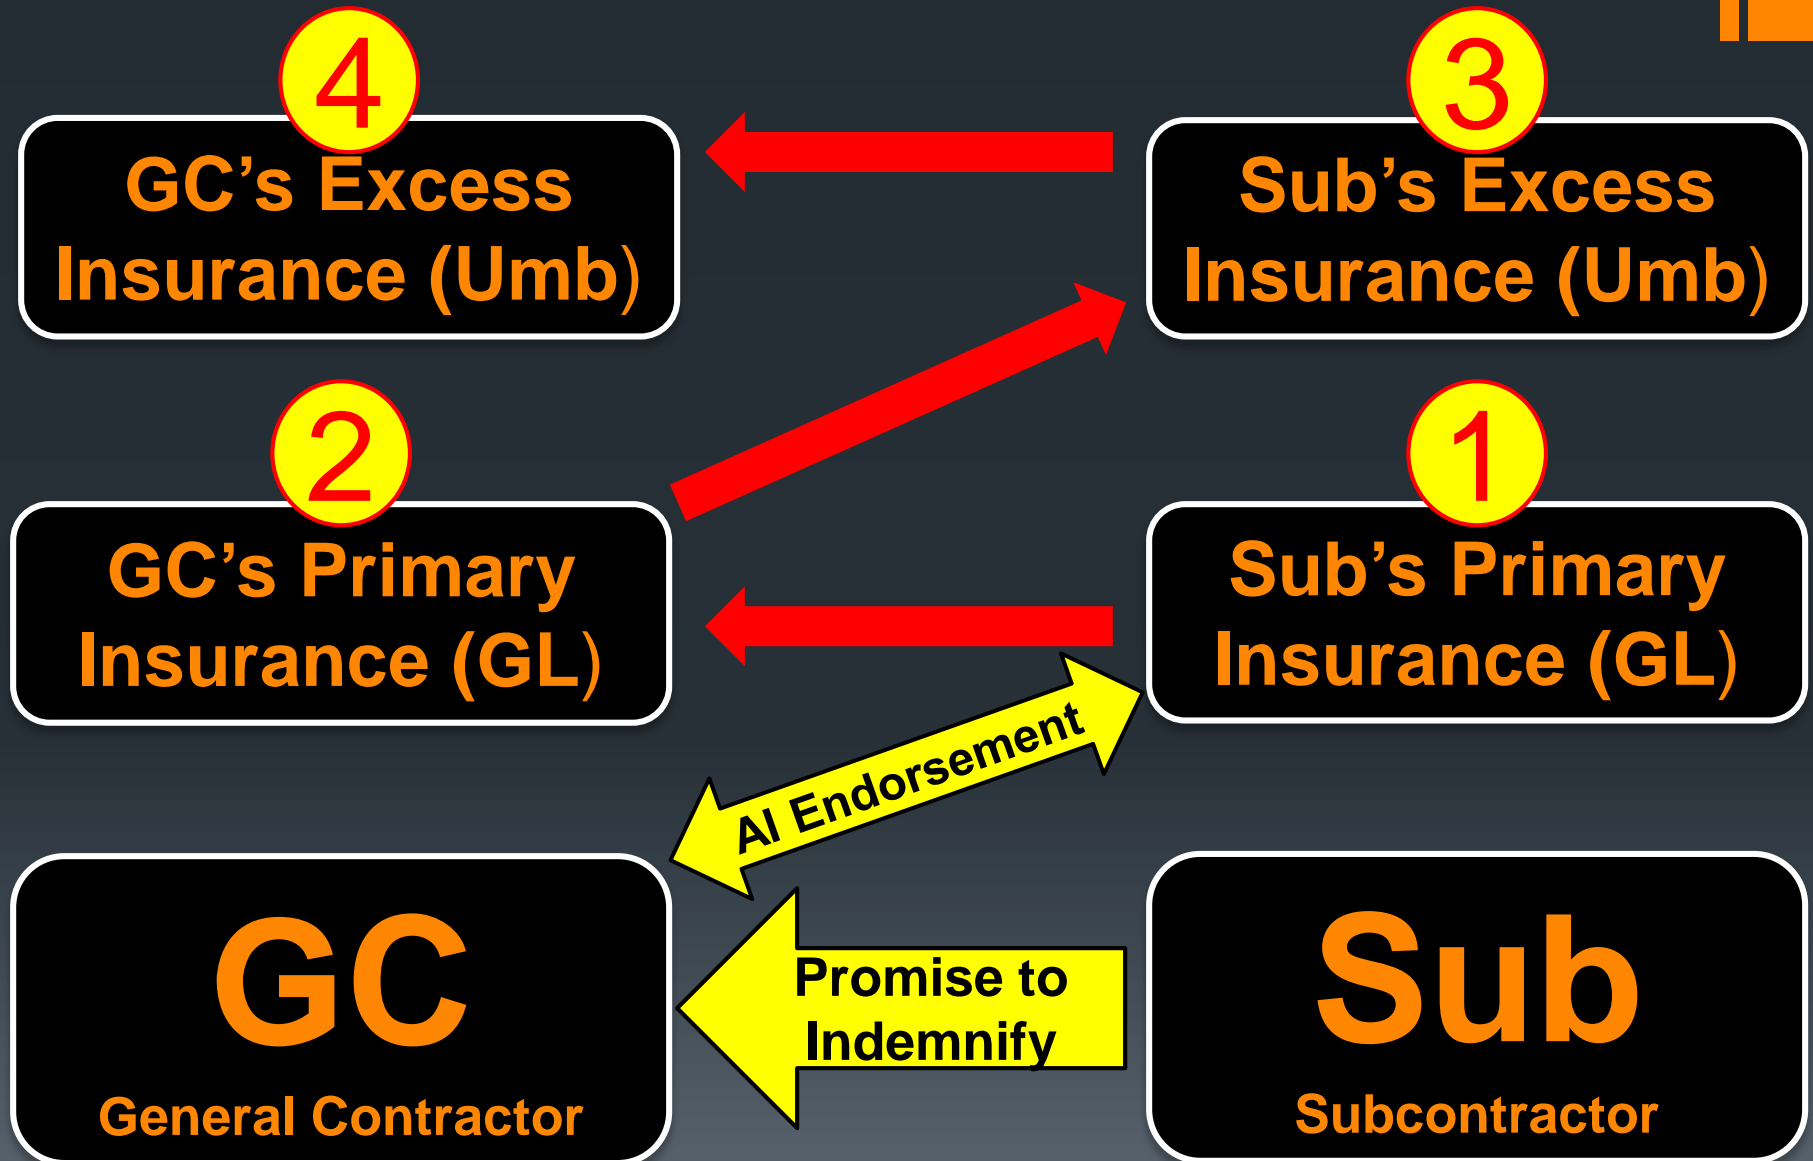 4
GC’s Excess
Insurance (Umb)
3
Sub’s Excess
Insurance (Umb)
2
GC’s Primary
Insurance (GL)
1
Sub’s Primary
Insurance (GL)
AI Endorsement
GC
General Contractor
Promise to
Indemnify
Sub
Subcontractor